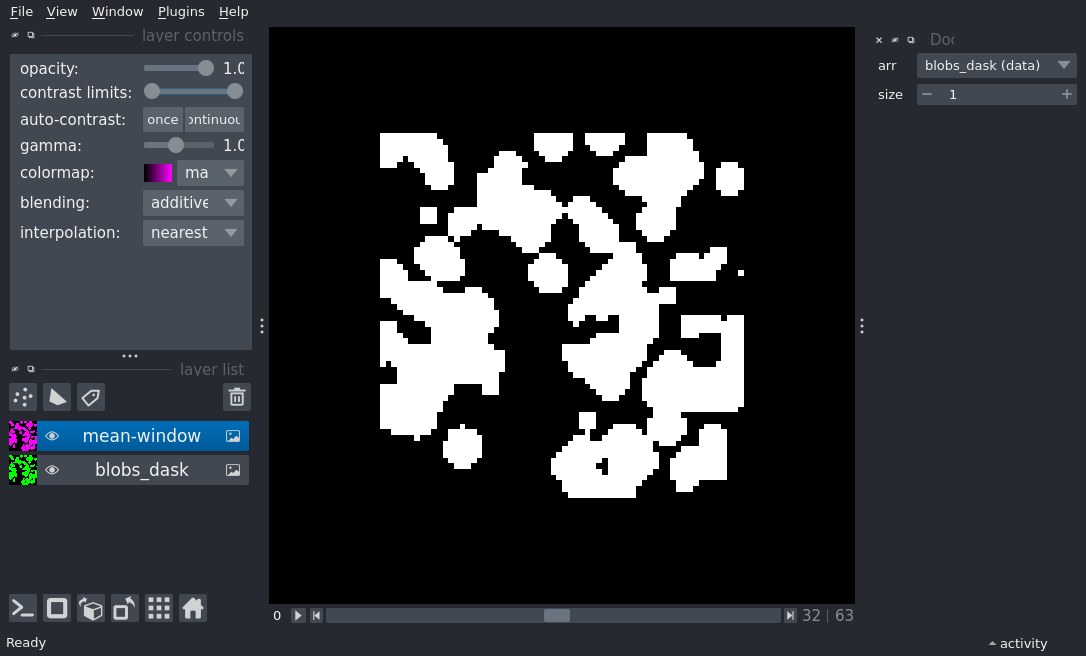 File View Window Plugins Help
layer controls
opacity: 1.0
contrast limits:
auto-contrast: once ontinuou
gamma: 1.0
colormap: ma
blending: additive
interpolation: nearest
layer list
mean-window
blobs_dask
Ready
0 32 | 63
Doc
arr blobs_dask (data)
size 1
activity